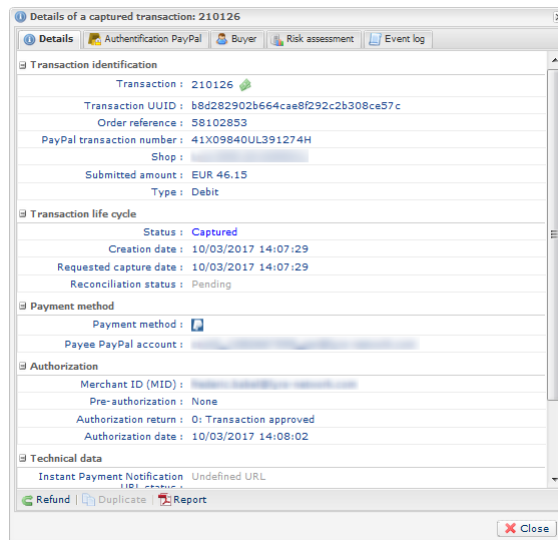 Details of a captured transaction: 210126
Details Authentification PayPal Buyer Risk assessment Event log
Transaction identification
Transaction : 210126
Transaction UUID : b8d282902b664cae8f292c2b308ce57c
Order reference : 58102853
PayPal transaction number : 41X09840UL391274H
Shop :
Submitted amount : EUR 46.15
Type : Debit
Transaction life cycle
Status : Captured
Creation date : 10/03/2017 14:07:29
Requested capture date : 10/03/2017 14:07:29
Reconciliation status : Pending
Payment method
Payment method :
Payee PayPal account :
Authorization
Merchant ID (MID) :
Pre-authorization : None
Authorization return : 0: Transaction approved
Authorization date : 10/03/2017 14:08:02
Technical data
Instant Payment Notification Undefined URL
URL status :
Refund Duplicate Report
Close